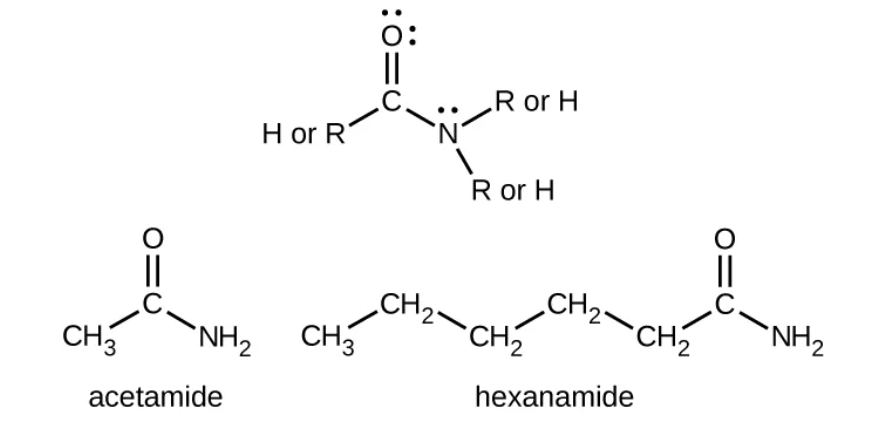 O
C
R or H
H or R
N
R or H
O
C
CH3
NH2
acetamide
O
CH2
CH2
C
CH3
CH2
CH2
NH2
hexanamide